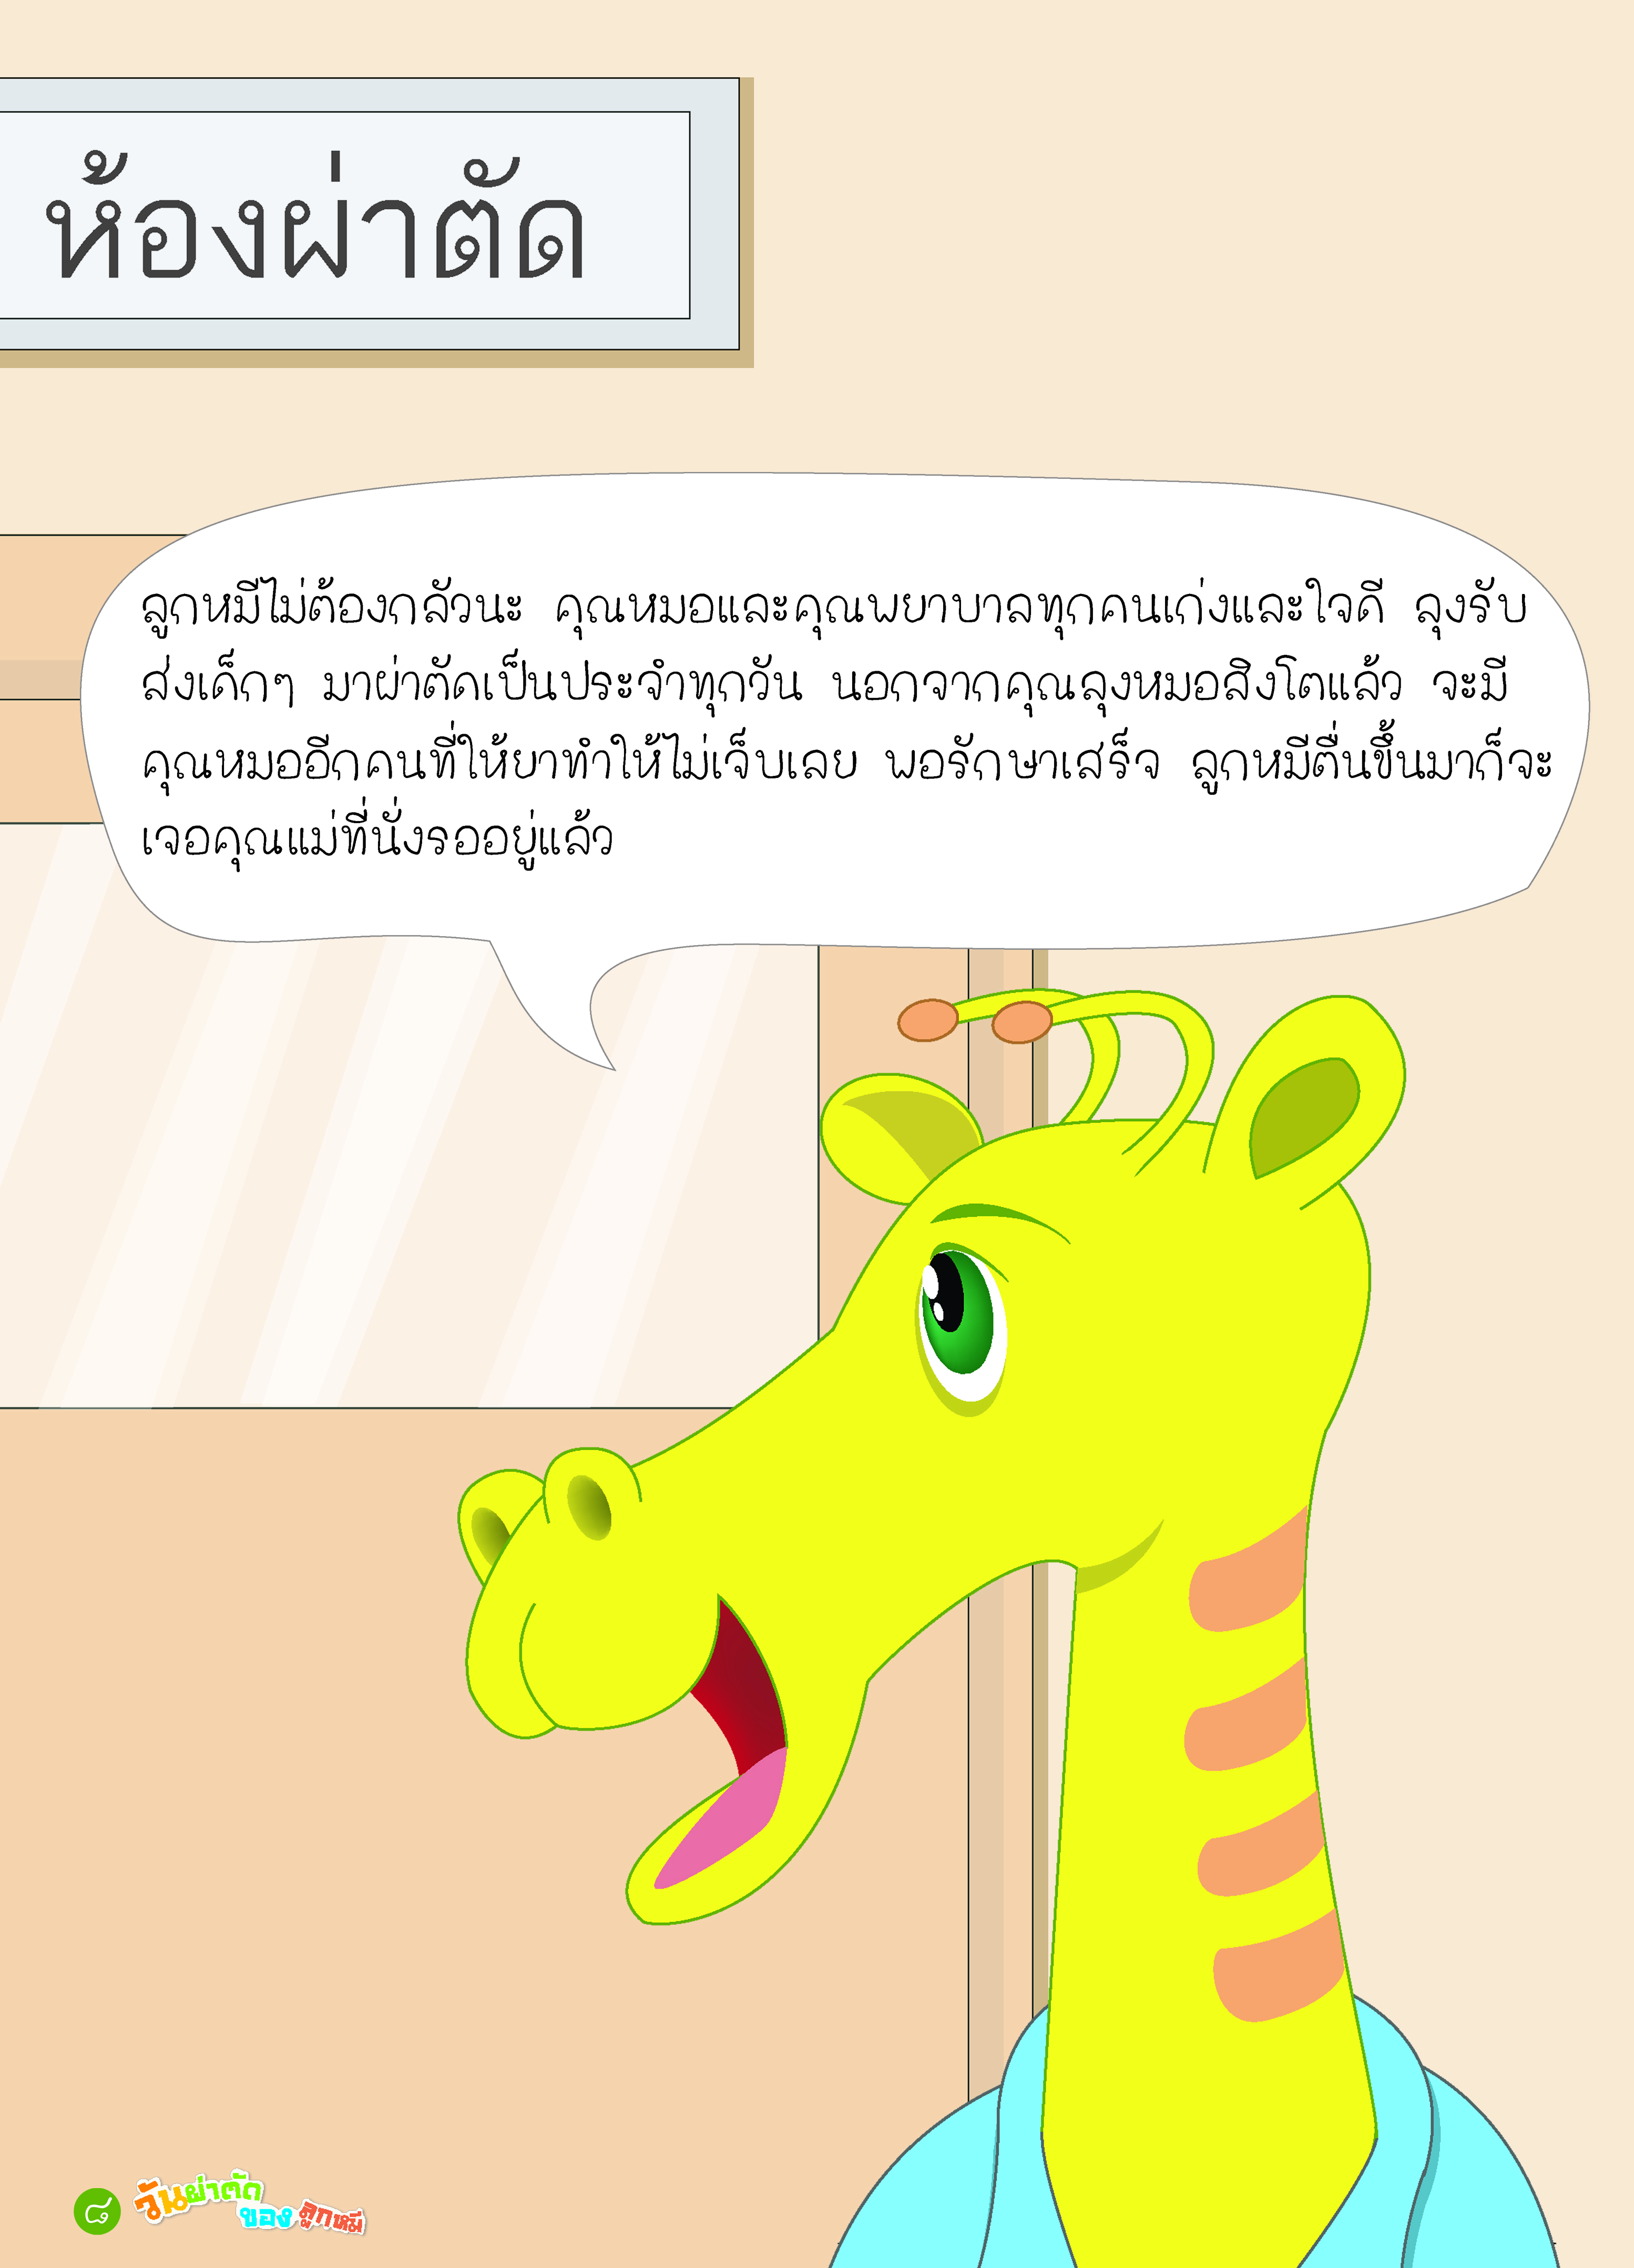 ห้องผ่าตัด
ลูกหมีไม่ต้องกลัวนะ คุณหมอและคุณพยาบาลทุกคนเก่งและใจดี ลุงรับ
ส่งเด็กๆ มาผ่าตัดเป็นประจำทุกวัน นอกจากคุณลุงหมอสิงโตแล้ว จะมี
คุณหมออีกคนที่ให้ยาทำให้ไม่เจ็บเลย พอรักษาเสร็จ ลูกหมีตื่นขึ้นมาก็จะ
เจอคุณแม่ที่นั่งรออยู่แล้ว
๘ วันผ่าตัด
ของลูกหมี